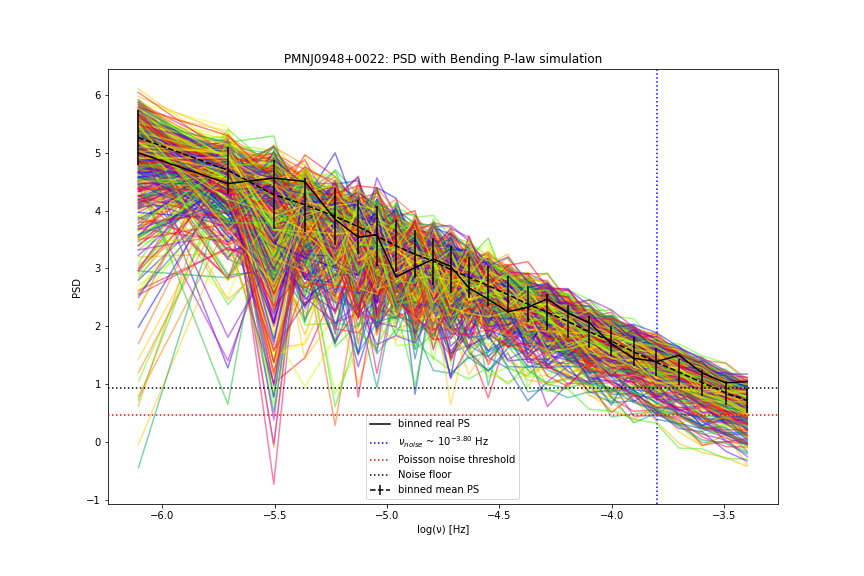 PMNJ0948+0022: PSD with Bending P-law simulation
6
5
4
3
2
1
0
−1
PSD
−6.0
−5.5
−5.0
−4.5
−4.0
−3.5
log(ν) [Hz]
binned real PS
ν_noise ~ 10^−3.80 Hz
Poisson noise threshold
Noise floor
binned mean PS